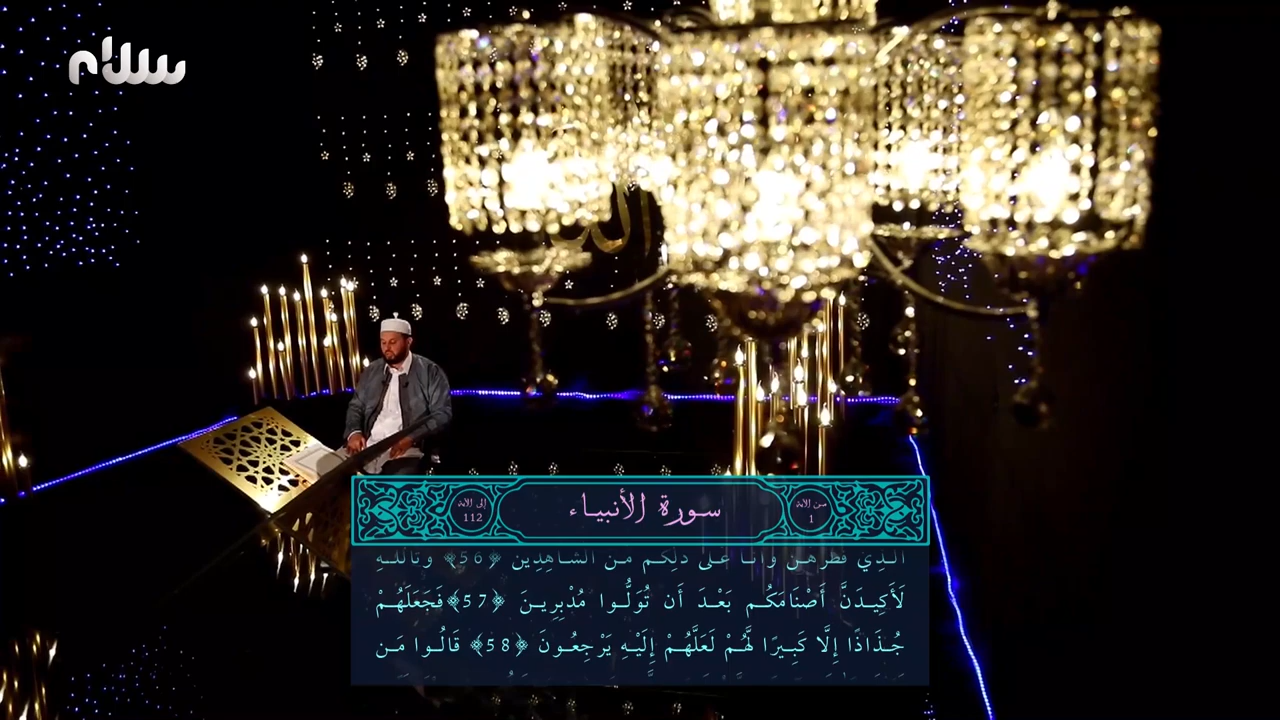 سلام
سورة الأنبياء
من الآية
1
إلى الآية
112
الذي فطرهن وأنا على ذلكم من الشاهدين ﴿56﴾ وتالله
لَأَكِيدَنَّ أَصْنَامَكُم بَعْدَ أَن تُوَلُّوا مُدْبِرِينَ ﴿57﴾فَجَعَلَهُمْ
جُذَاذًا إِلَّا كَبِيرًا لَّهُمْ لَعَلَّهُمْ إِلَيْهِ يَرْجِعُونَ ﴿58﴾ قَالُوا مَن